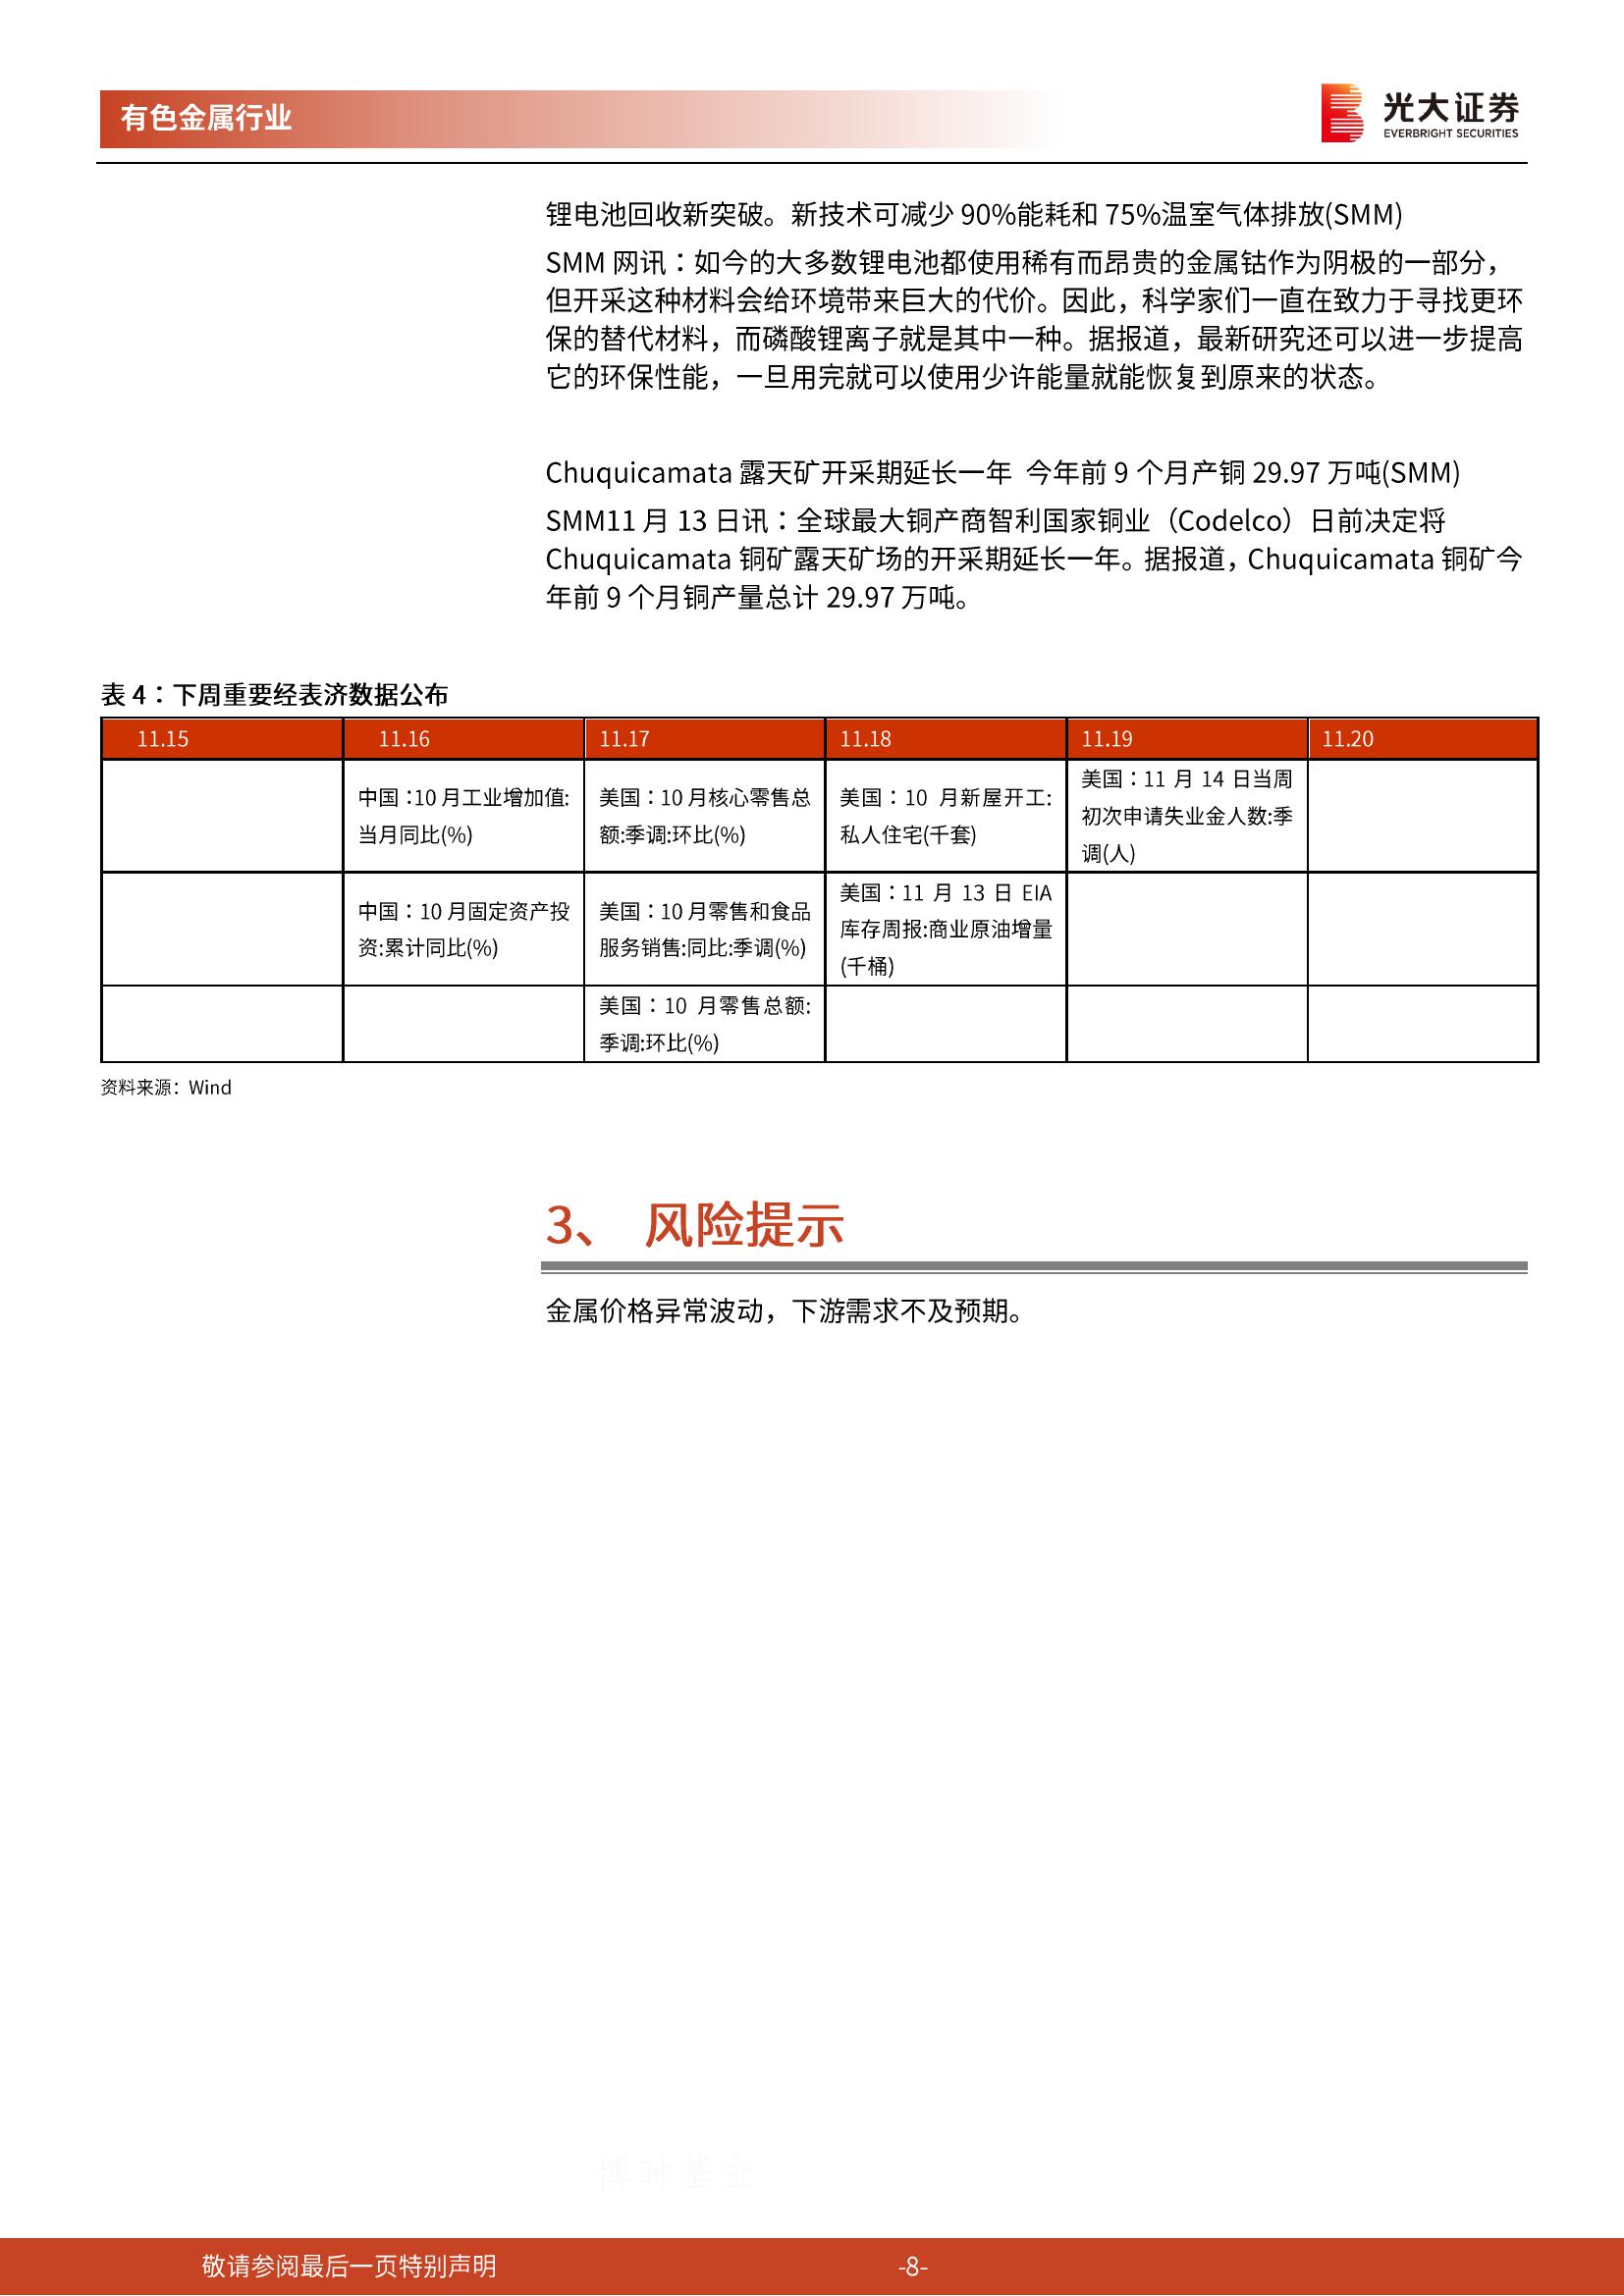 有色金属行业
光大证券
EVERBRIGHT SECURITIES
锂电池回收新突破。新技术可减少 90%能耗和 75%温室气体排放(SMM)
SMM 网讯：如今的大多数锂电池都使用稀有而昂贵的金属钴作为阴极的一部分，
但开采这种材料会给环境带来巨大的代价。因此，科学家们一直在致力于寻找更环
保的替代材料，而磷酸锂离子就是其中一种。据报道，最新研究还可以进一步提高
它的环保性能，一旦用完就可以使用少许能量就能恢复到原来的状态。
Chuquicamata 露天矿开采期延长一年 今年前 9 个月产铜 29.97 万吨(SMM)
SMM11 月 13 日讯：全球最大铜产商智利国家铜业（Codelco）日前决定将
Chuquicamata 铜矿露天矿场的开采期延长一年。据报道，Chuquicamata 铜矿今
年前 9 个月铜产量总计 29.97 万吨。
表 4：下周重要经表济数据公布
11.15 11.16 11.17 11.18 11.19 11.20
中国：10 月工业增加值:
当月同比(%)
美国：10 月核心零售总
额:季调:环比(%)
美国：10 月新屋开工:
私人住宅(千套)
美国：11 月 14 日当周
初次申请失业金人数:季
调(人)
中国：10 月固定资产投
资:累计同比(%)
美国：10 月零售和食品
服务销售:同比:季调(%)
美国：11 月 13 日 EIA
库存周报:商业原油增量
(千桶)
美国：10 月零售总额:
季调:环比(%)
资料来源：Wind
3、 风险提示
金属价格异常波动，下游需求不及预期。
博时基金
敬请参阅最后一页特别声明
-8-